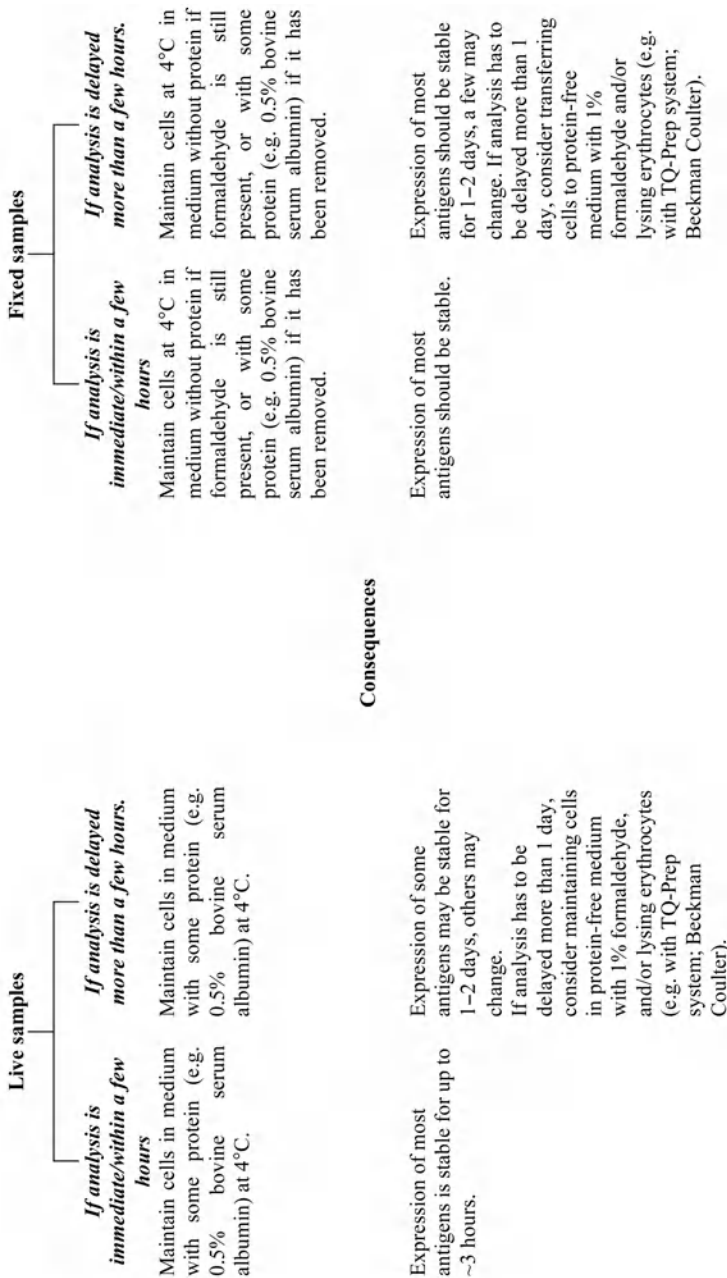 Live samples
If analysis is
immediate/within a few
hours
Maintain cells in medium
with some protein (e.g.
0.5% bovine serum
albumin) at 4°C.
If analysis is delayed
more than a few hours.
Maintain cells in medium
with some protein (e.g.
0.5% bovine serum
albumin) at 4°C.
Fixed samples
If analysis is
immediate/within a few
hours
Maintain cells at 4°C in
medium without protein if
formaldehyde is still
present, or with some
protein (e.g. 0.5% bovine
serum albumin) if it has
been removed.
If analysis is delayed
more than a few hours.
Maintain cells at 4°C in
medium without protein if
formaldehyde is still
present, or with some
protein (e.g. 0.5% bovine
serum albumin) if it has
been removed.
Consequences
Expression of most
antigens is stable for up to
~3 hours.
Expression of some
antigens may be stable for
1–2 days, others may
change.
If analysis has to be
delayed more than 1 day,
consider maintaining cells
in protein-free medium
with 1% formaldehyde,
and/or lysing erythrocytes
(e.g. with TQ-Prep
system; Beckman
Coulter).
Expression of most
antigens should be stable.
Expression of most
antigens should be stable
for 1–2 days, a few may
change. If analysis has to
be delayed more than 1
day, consider transferring
cells to protein-free
medium with 1%
formaldehyde and/or
lysing erythrocytes (e.g.
with TQ-Prep system;
Beckman Coulter).